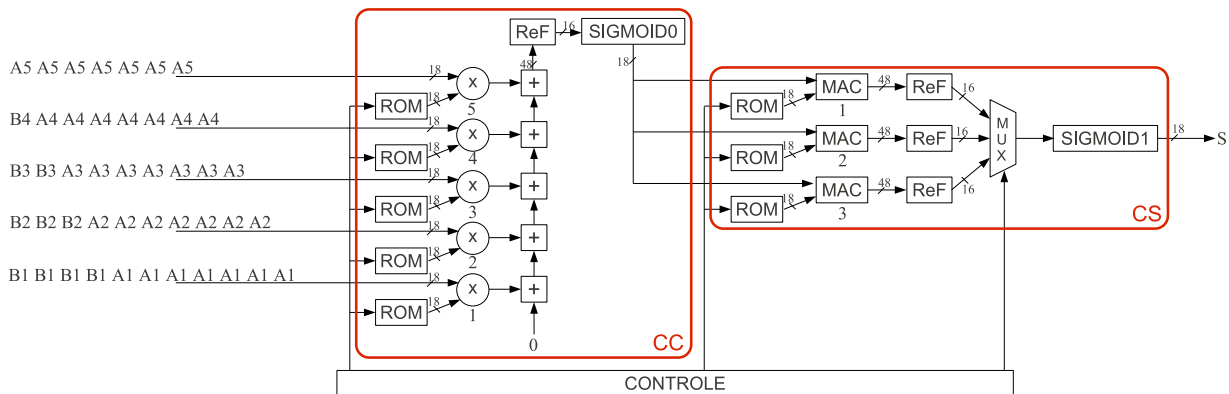 ReF
16
SIGMOID0
48
18
A5 A5 A5 A5 A5 A5 A5
18
X
+
5
ROM
18
B4 A4 A4 A4 A4 A4 A4 A4
18
X
+
4
ROM
18
B3 B3 A3 A3 A3 A3 A3 A3 A3
18
X
+
3
ROM
18
B2 B2 B2 A2 A2 A2 A2 A2 A2 A2
18
X
+
2
ROM
18
B1 B1 B1 B1 A1 A1 A1 A1 A1 A1 A1
18
X
+
1
ROM
18
0
CC
MAC
48
ReF
16
1
ROM
18
MAC
48
ReF
16
2
ROM
18
MAC
48
ReF
16
3
ROM
18
MUX
SIGMOID1
18
S
CS
CONTROLE